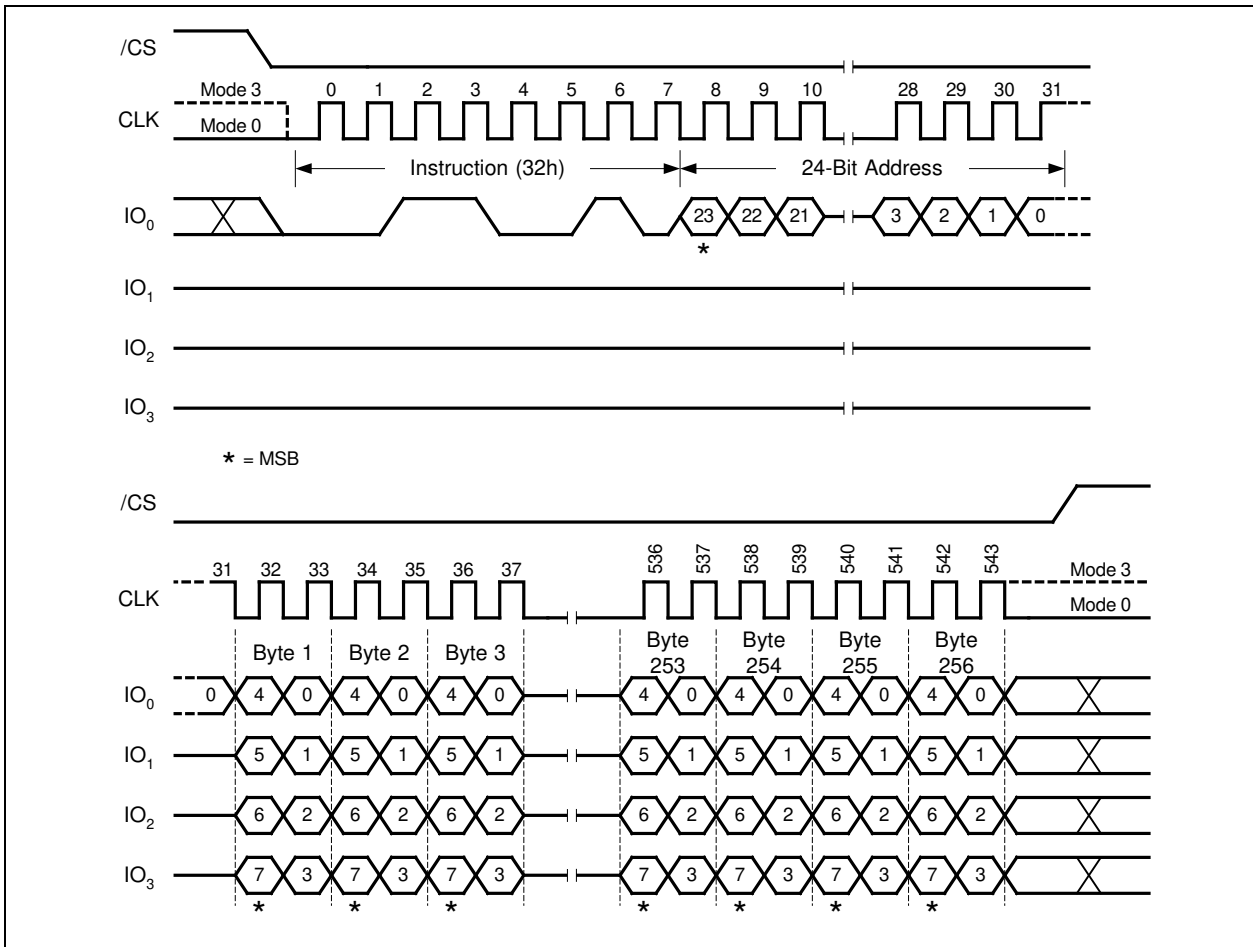 /CS
Mode 3 0 1 2 3 4 5 6 7 8 9 10 28 29 30 31
CLK
Mode 0
Instruction (32h) 24-Bit Address
IO0 23 22 21 3 2 1 0
*
IO1
IO2
IO3
* = MSB
/CS
31 32 33 34 35 36 37 536 537 538 539 540 541 542 543 Mode 3
CLK
Mode 0
Byte 1 Byte 2 Byte 3 Byte 253 Byte 254 Byte 255 Byte 256
IO0 0 4 0 4 0 4 0 4 0 4 0 4 0 4 0
IO1 5 1 5 1 5 1 5 1 5 1 5 1 5 1
IO2 6 2 6 2 6 2 6 2 6 2 6 2 6 2
IO3 7 3 7 3 7 3 7 3 7 3 7 3 7 3
* * * * * * *